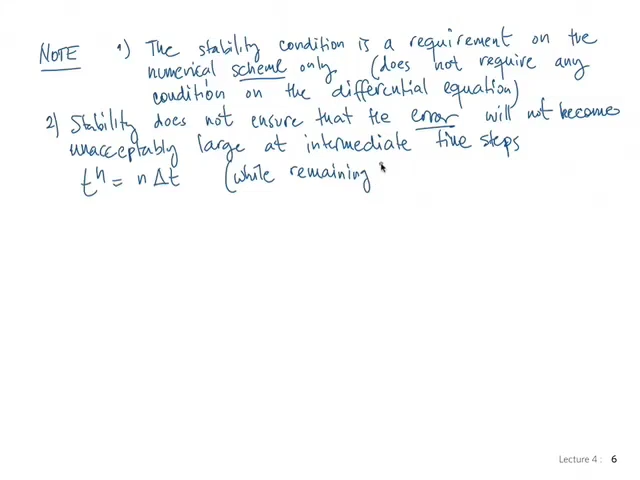 NOTE 1) The stability condition is a requirement on the
numerical scheme only (does not require any
condition on the differential equation)
2) Stability does not ensure that the error will not become
unacceptably large at intermediate time steps
tⁿ = n Δt (while remaining
Lecture 4 : 6